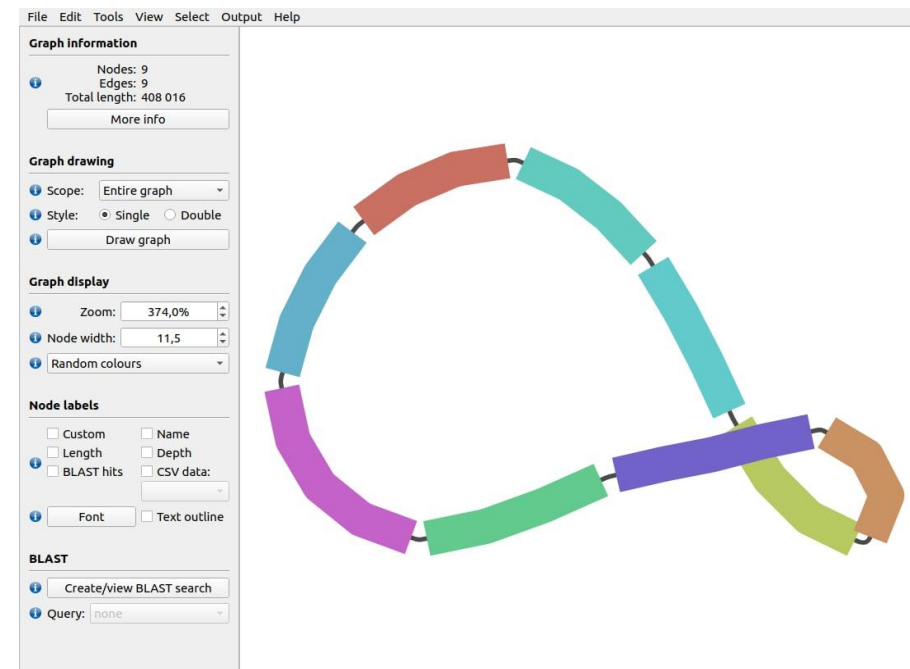 File Edit Tools View Select Output Help
Graph information
Nodes: 9
Edges: 9
Total length: 408 016
More info
Graph drawing
Scope: Entire graph
Style: Single Double
Draw graph
Graph display
Zoom: 374,0%
Node width: 11,5
Random colours
Node labels
Custom Name
Length Depth
BLAST hits CSV data:
Font Text outline
BLAST
Create/view BLAST search
Query: none